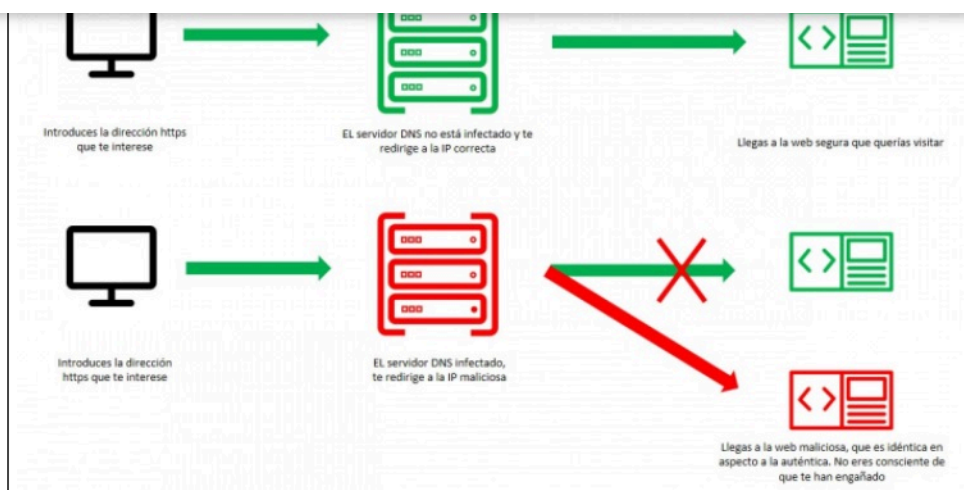 Introduces la dirección https
que te interese
EL servidor DNS no está infectado y te
redirige a la IP correcta
Llegas a la web segura que querías visitar
Introduces la dirección
https que te interese
EL servidor DNS infectado,
te redirige a la IP maliciosa
Llegas a la web maliciosa, que es idéntica en
aspecto a la auténtica. No eres consciente de
que te han engañado